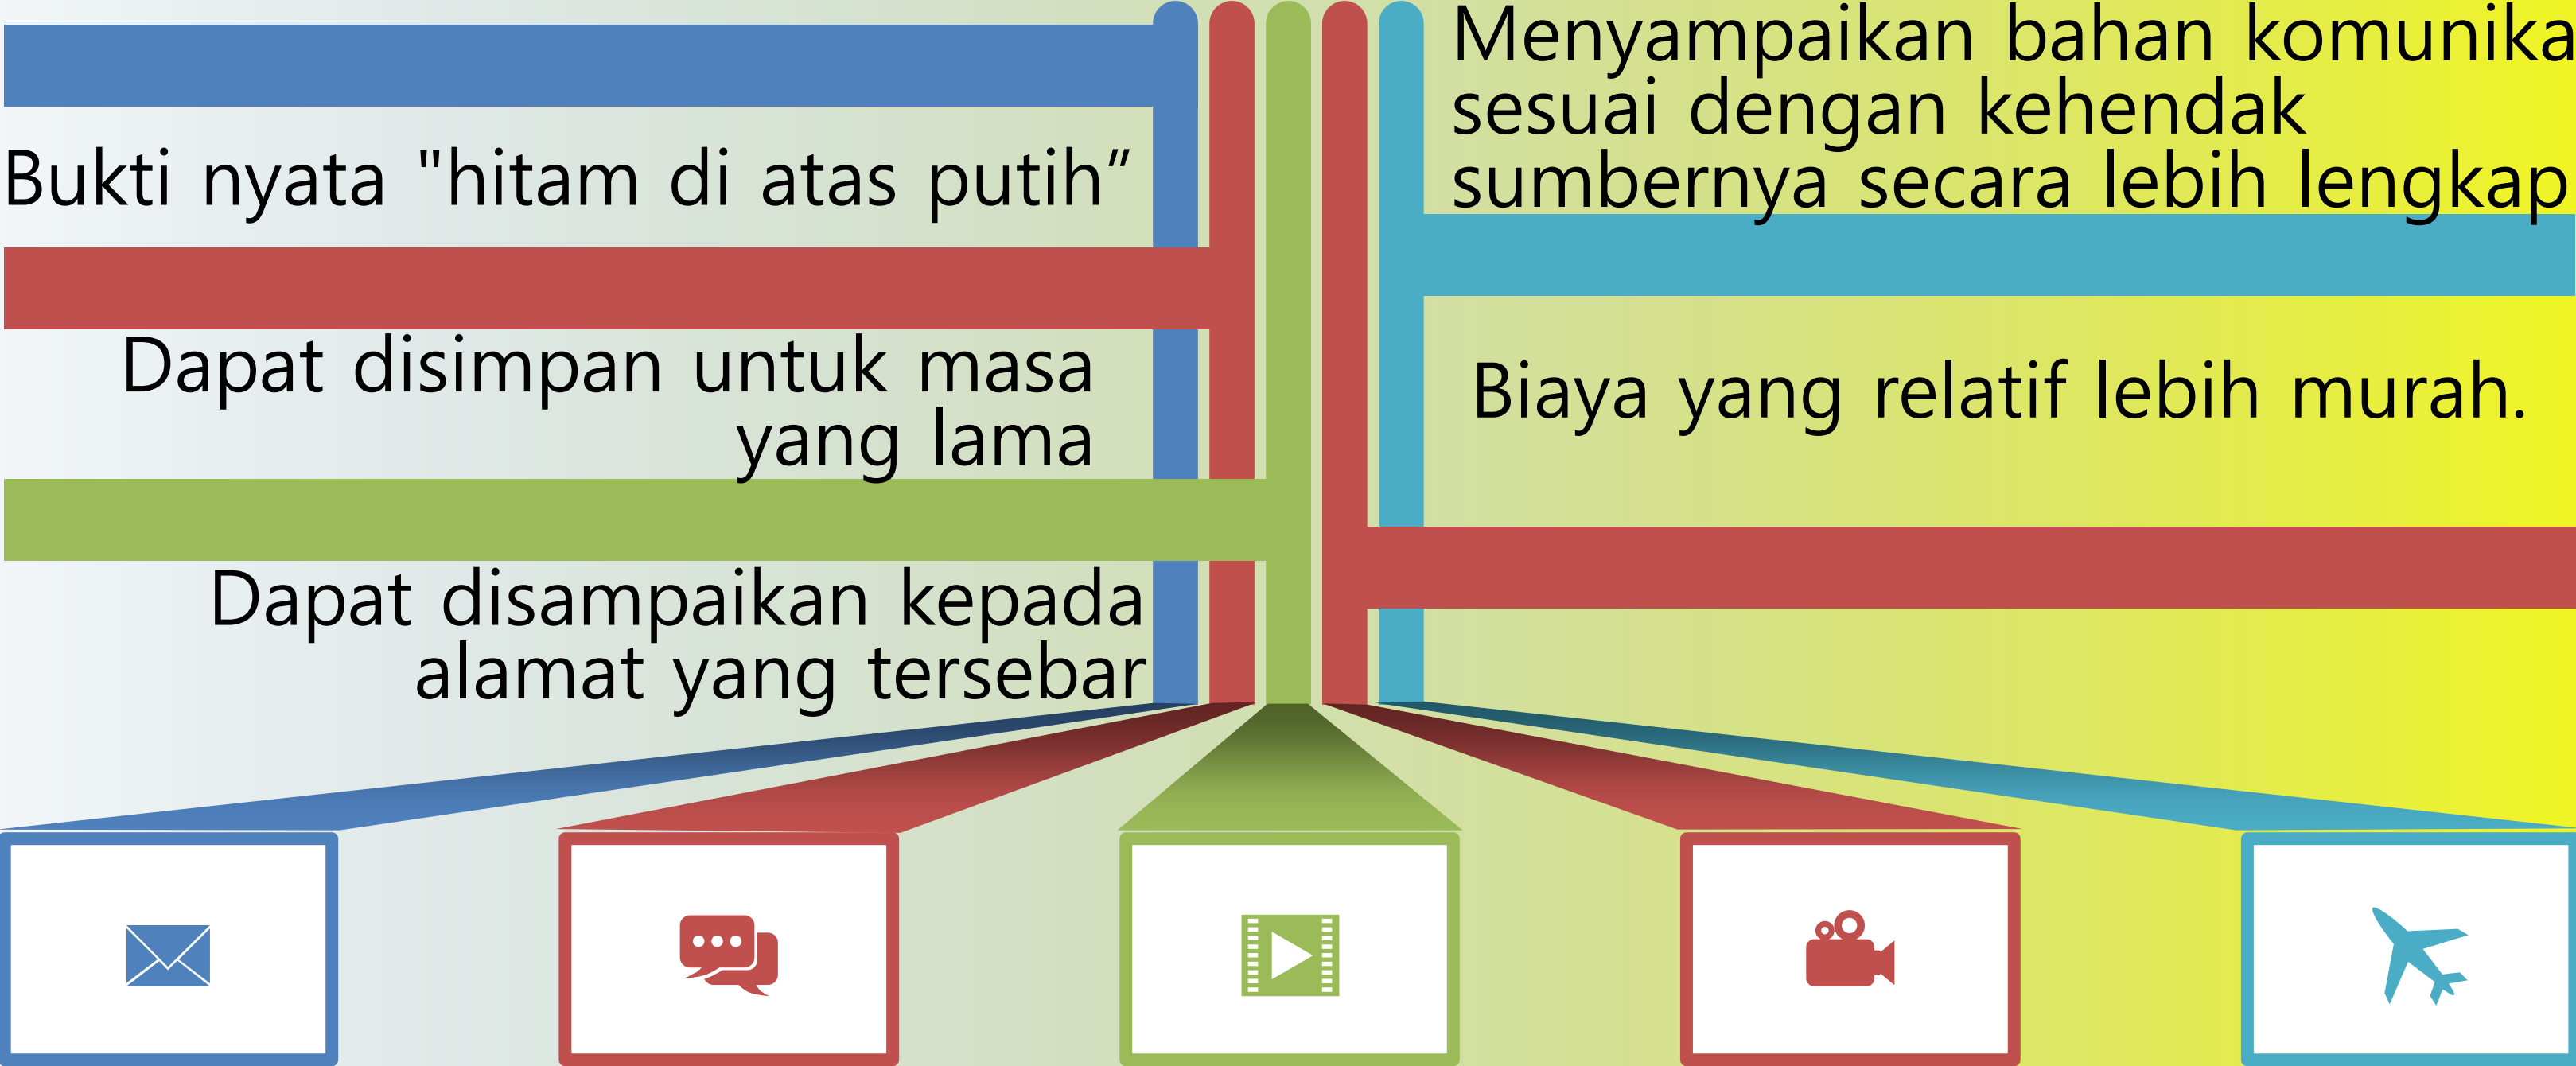 Bukti nyata "hitam di atas putih”
Dapat disimpan untuk masa
yang lama
Dapat disampaikan kepada
alamat yang tersebar
Menyampaikan bahan komunika
sesuai dengan kehendak
sumbernya secara lebih lengkap
Biaya yang relatif lebih murah.